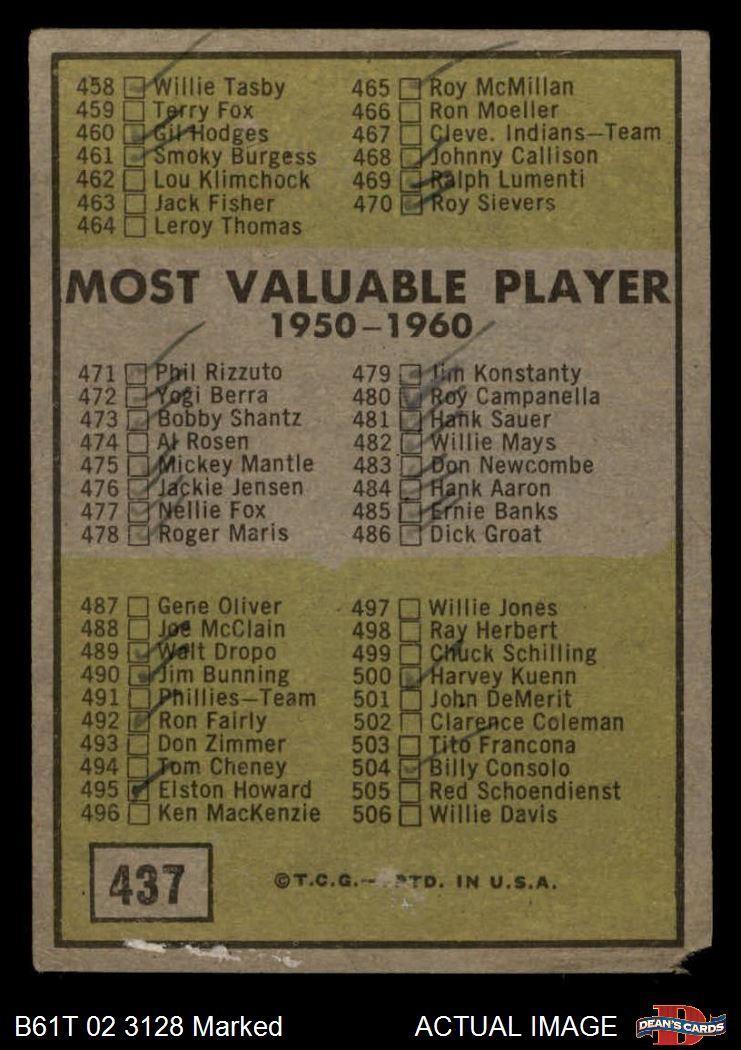 458 Willie Tasby
459 Terry Fox
460 Gil Hodges
461 Smoky Burgess
462 Lou Klimchock
463 Jack Fisher
464 Leroy Thomas
465 Roy McMillan
466 Ron Moeller
467 Cleve. Indians—Team
468 Johnny Callison
469 Ralph Lumenti
470 Roy Sievers
MOST VALUABLE PLAYER
1950–1960
471 Phil Rizzuto
472 Yogi Berra
473 Bobby Shantz
474 Al Rosen
475 Mickey Mantle
476 Jackie Jensen
477 Nellie Fox
478 Roger Maris
479 Jim Konstanty
480 Roy Campanella
481 Hank Sauer
482 Willie Mays
483 Don Newcombe
484 Hank Aaron
485 Ernie Banks
486 Dick Groat
487 Gene Oliver
488 Joe McClain
489 Walt Dropo
490 Jim Bunning
491 Phillies—Team
492 Ron Fairly
493 Don Zimmer
494 Tom Cheney
495 Elston Howard
496 Ken MacKenzie
497 Willie Jones
498 Ray Herbert
499 Chuck Schilling
500 Harvey Kuenn
501 John DeMerit
502 Clarence Coleman
503 Tito Francona
504 Billy Consolo
505 Red Schoendienst
506 Willie Davis
437
©T.C.G.— TD. IN U.S.A.
B61T 02 3128 Marked
ACTUAL IMAGE
D
DEAN'S CARDS